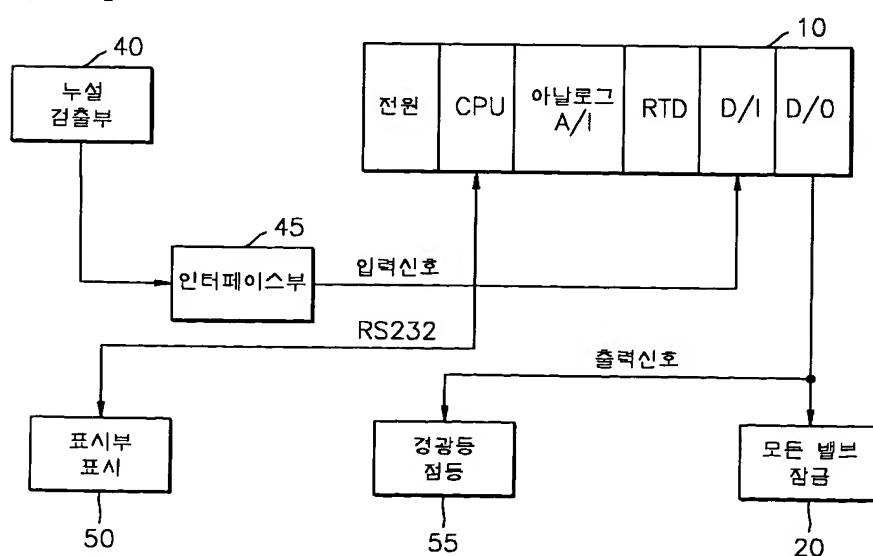 40
누설
검출부
10
전원
CPU
아날로그
A/I
RTD
D/I
D/O
45
인터페이스부
입력신호
RS232
출력신호
표시부
표시
50
경광등
점등
55
모든 밸브
잠금
20